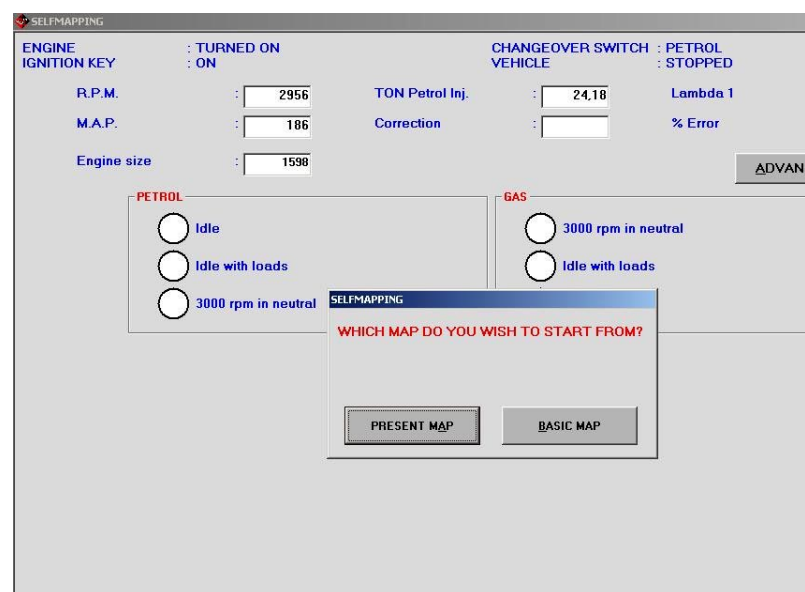 SELFMAPPING
ENGINE : TURNED ON CHANGEOVER SWITCH : PETROL
IGNITION KEY : ON VEHICLE : STOPPED
R.P.M. : 2956 TON Petrol Inj. : 24,18 Lambda 1
M.A.P. : 186 Correction : % Error
Engine size : 1598
ADVAN
PETROL GAS
Idle 3000 rpm in neutral
Idle with loads Idle with loads
3000 rpm in neutral
SELFMAPPING
WHICH MAP DO YOU WISH TO START FROM?
PRESENT MAP BASIC MAP